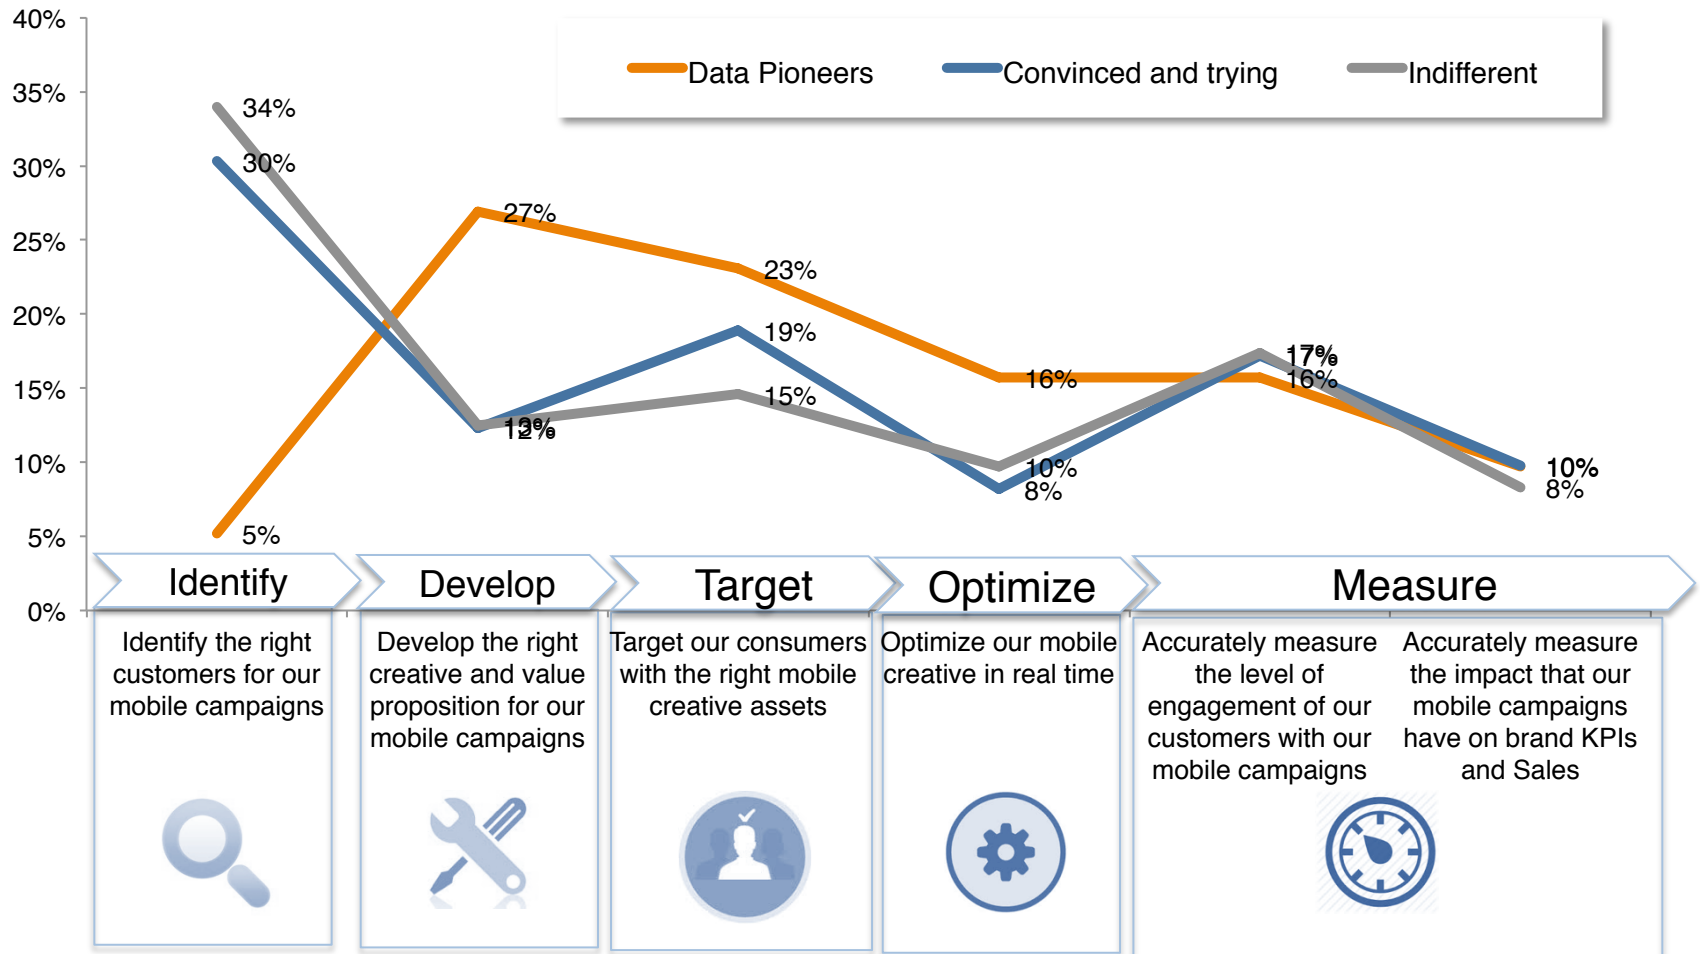 40%
35%
30%
25%
20%
15%
10%
5%
0%
Data Pioneers
Convinced and trying
Indifferent
34%
30%
5%
27%
13%
12%
23%
19%
15%
16%
10%
8%
17%
17%
16%
10%
10%
8%
Identify
Develop
Target
Optimize
Measure
Identify the right
customers for our
mobile campaigns
Develop the right
creative and value
proposition for our
mobile campaigns
Target our consumers
with the right mobile
creative assets
Optimize our mobile
creative in real time
Accurately measure
the level of
engagement of our
customers with our
mobile campaigns
Accurately measure
the impact that our
mobile campaigns
have on brand KPIs
and Sales